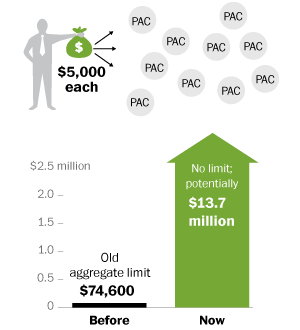 PAC
PAC
PAC
PAC
PAC
PAC
PAC
PAC
PAC
PAC
$
$5,000
each
$2.5 million
2.0
1.5
1.0
0.5
0
Old
aggregate limit
$74,600
No limit;
potentially
$13.7
million
Before
Now